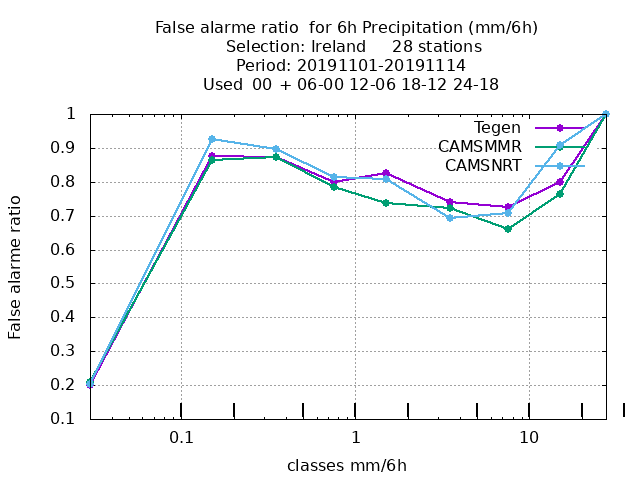 False alarme ratio  for 6h Precipitation (mm/6h)
Selection: Ireland     28 stations
Period: 20191101-20191114
Used  00  + 06-00 12-06 18-12 24-18
Tegen
CAMSMMR
CAMSNRT
False alarme ratio
1
0.9
0.8
0.7
0.6
0.5
0.4
0.3
0.2
0.1
0.1
1
10
classes mm/6h